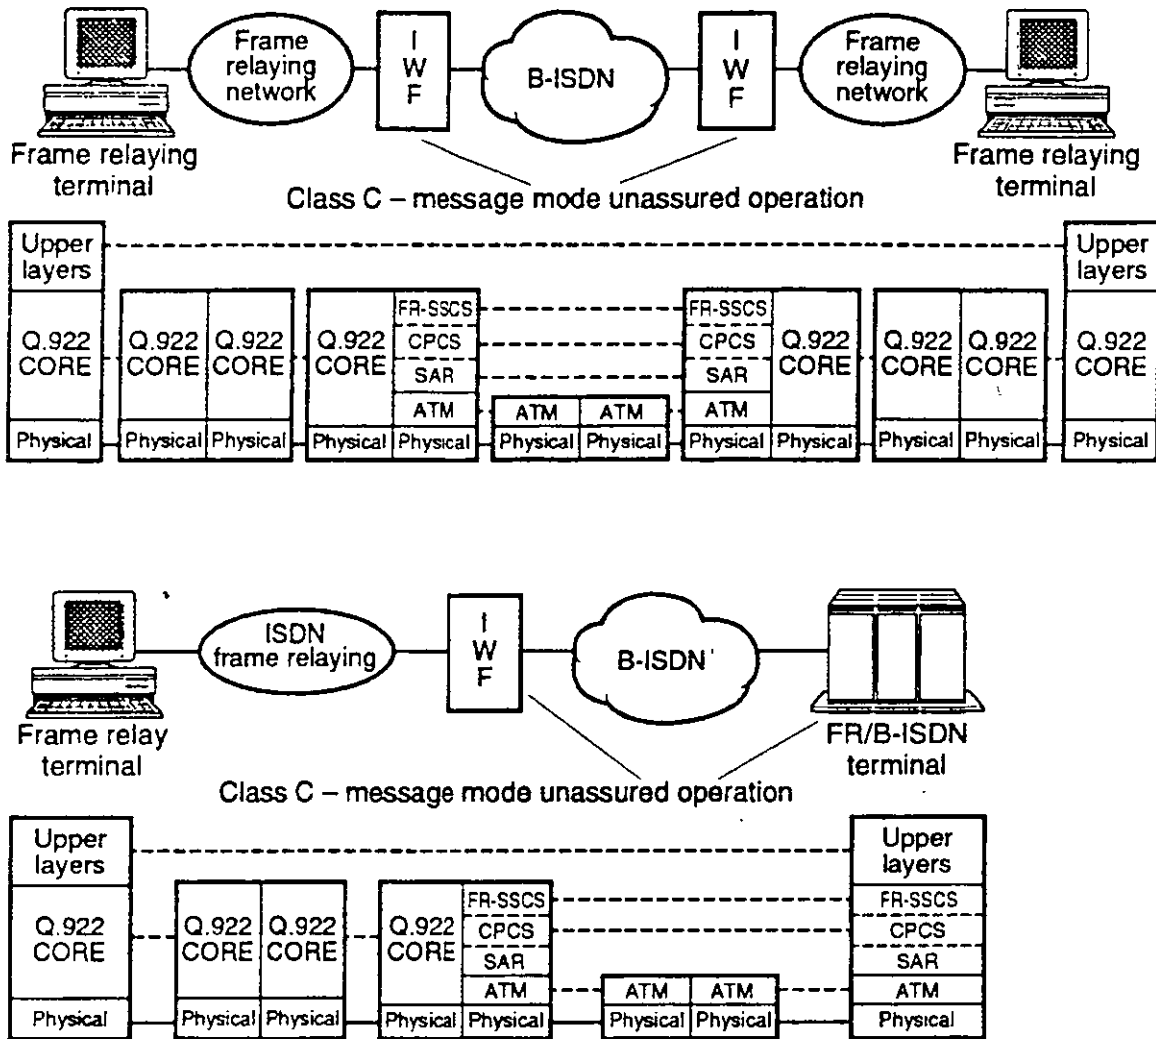 Frame
relaying
network
I
W
F
B-ISDN
I
W
F
Frame
relaying
network
Frame relaying
terminal
Frame relaying
terminal
Class C – message mode unassured operation
Upper
layers
Upper
layers
Q.922
CORE
Q.922
CORE
Q.922
CORE
Q.922
CORE
FR-SSCS
CPCS
SAR
ATM
ATM
ATM
FR-SSCS
CPCS
SAR
ATM
Q.922
CORE
Q.922
CORE
Q.922
CORE
Q.922
CORE
Physical
Physical
Physical
Physical
Physical
Physical
Physical
Physical
Physical
Physical
Physical
Physical
ISDN
frame relaying
I
W
F
B-ISDN
Frame relay
terminal
FR/B-ISDN
terminal
Class C – message mode unassured operation
Upper
layers
Upper
layers
Q.922
CORE
Q.922
CORE
Q.922
CORE
Q.922
CORE
FR-SSCS
CPCS
SAR
ATM
ATM
ATM
FR-SSCS
CPCS
SAR
ATM
Physical
Physical
Physical
Physical
Physical
Physical
Physical
Physical